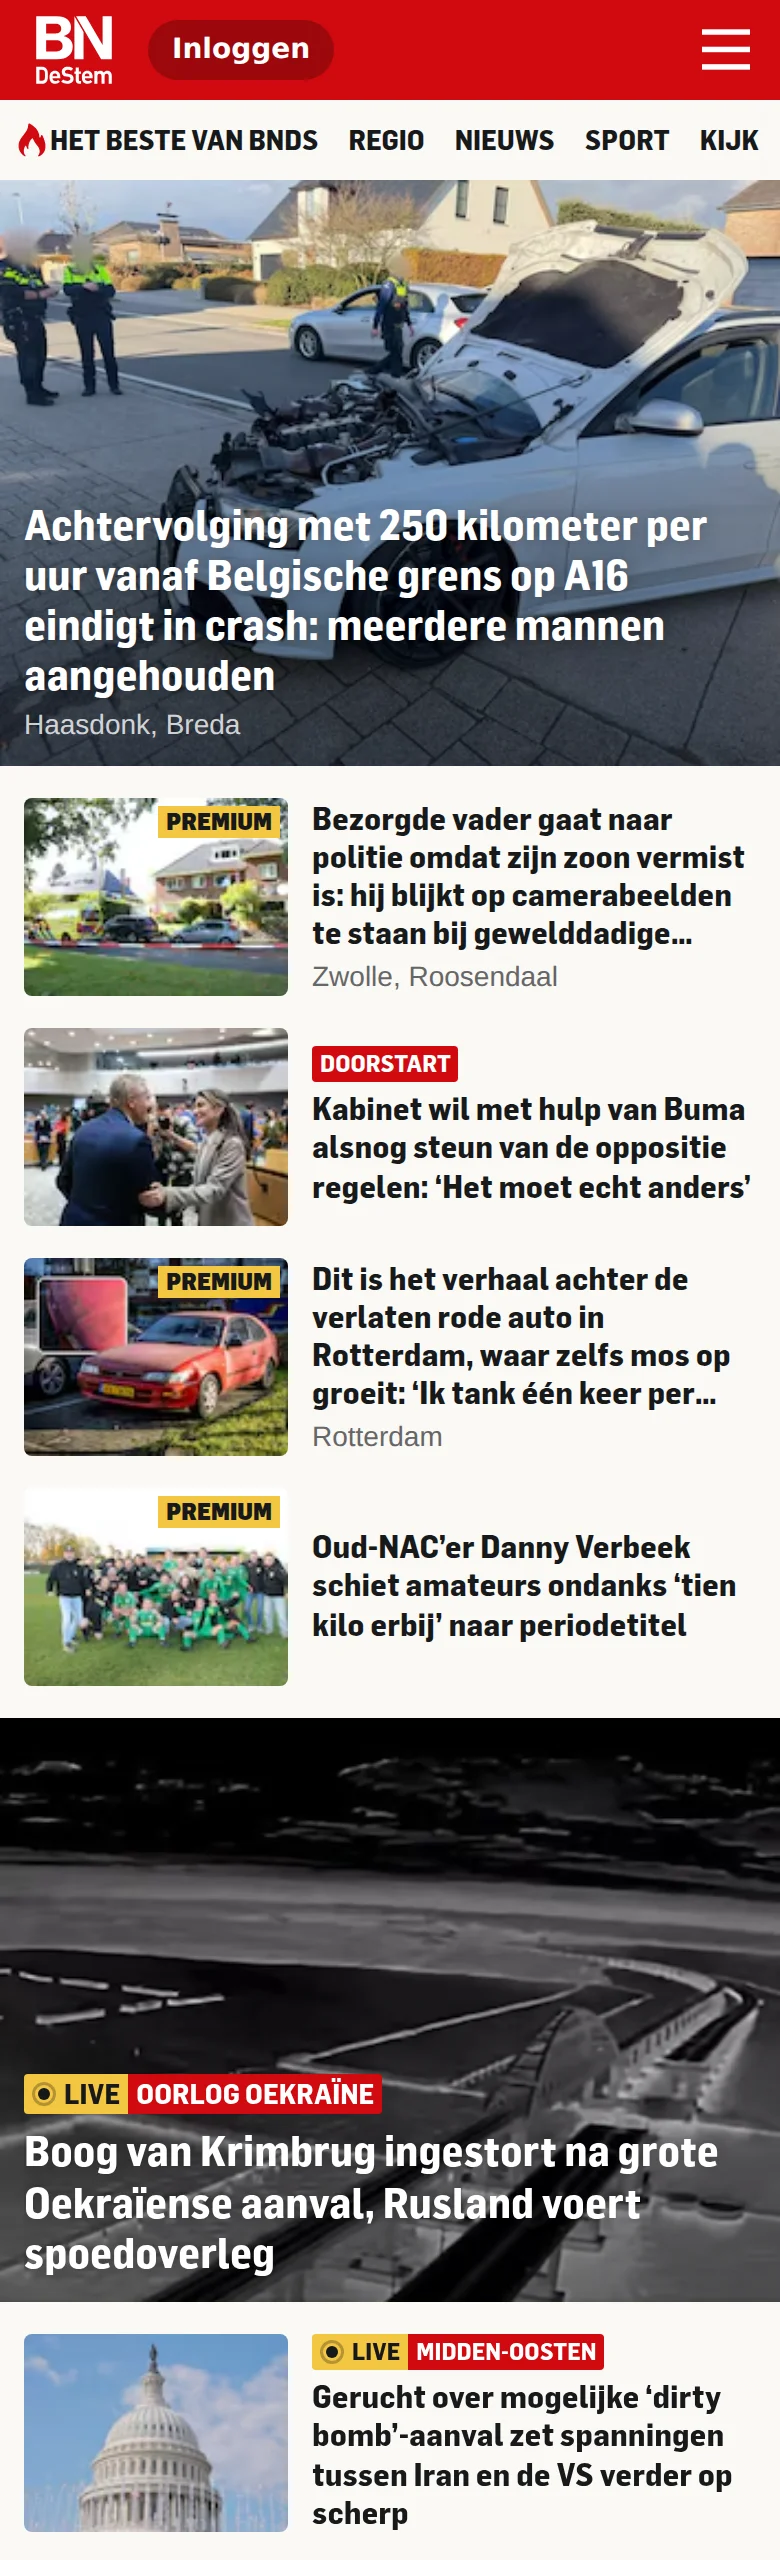 BN
DeStem
Inloggen
HET BESTE VAN BNDS REGIO NIEUWS SPORT KIJK
Achtervolging met 250 kilometer per
uur vanaf Belgische grens op A16
eindigt in crash: meerdere mannen
aangehouden
Haasdonk, Breda
PREMIUM
Bezorgde vader gaat naar
politie omdat zijn zoon vermist
is: hij blijkt op camerabeelden
te staan bij gewelddadige...
Zwolle, Roosendaal
DOORSTART
Kabinet wil met hulp van Buma
alsnog steun van de oppositie
regelen: ‘Het moet echt anders’
PREMIUM
Dit is het verhaal achter de
verlaten rode auto in
Rotterdam, waar zelfs mos op
groeit: ‘Ik tank één keer per...
Rotterdam
PREMIUM
Oud-NAC’er Danny Verbeek
schiet amateurs ondanks ‘tien
kilo erbij’ naar periodetitel
LIVE OORLOG OEKRAÏNE
Boog van Krimbrug ingestort na grote
Oekraïense aanval, Rusland voert
spoedoverleg
LIVE MIDDEN-OOSTEN
Gerucht over mogelijke ‘dirty
bomb’-aanval zet spanningen
tussen Iran en de VS verder op
scherp